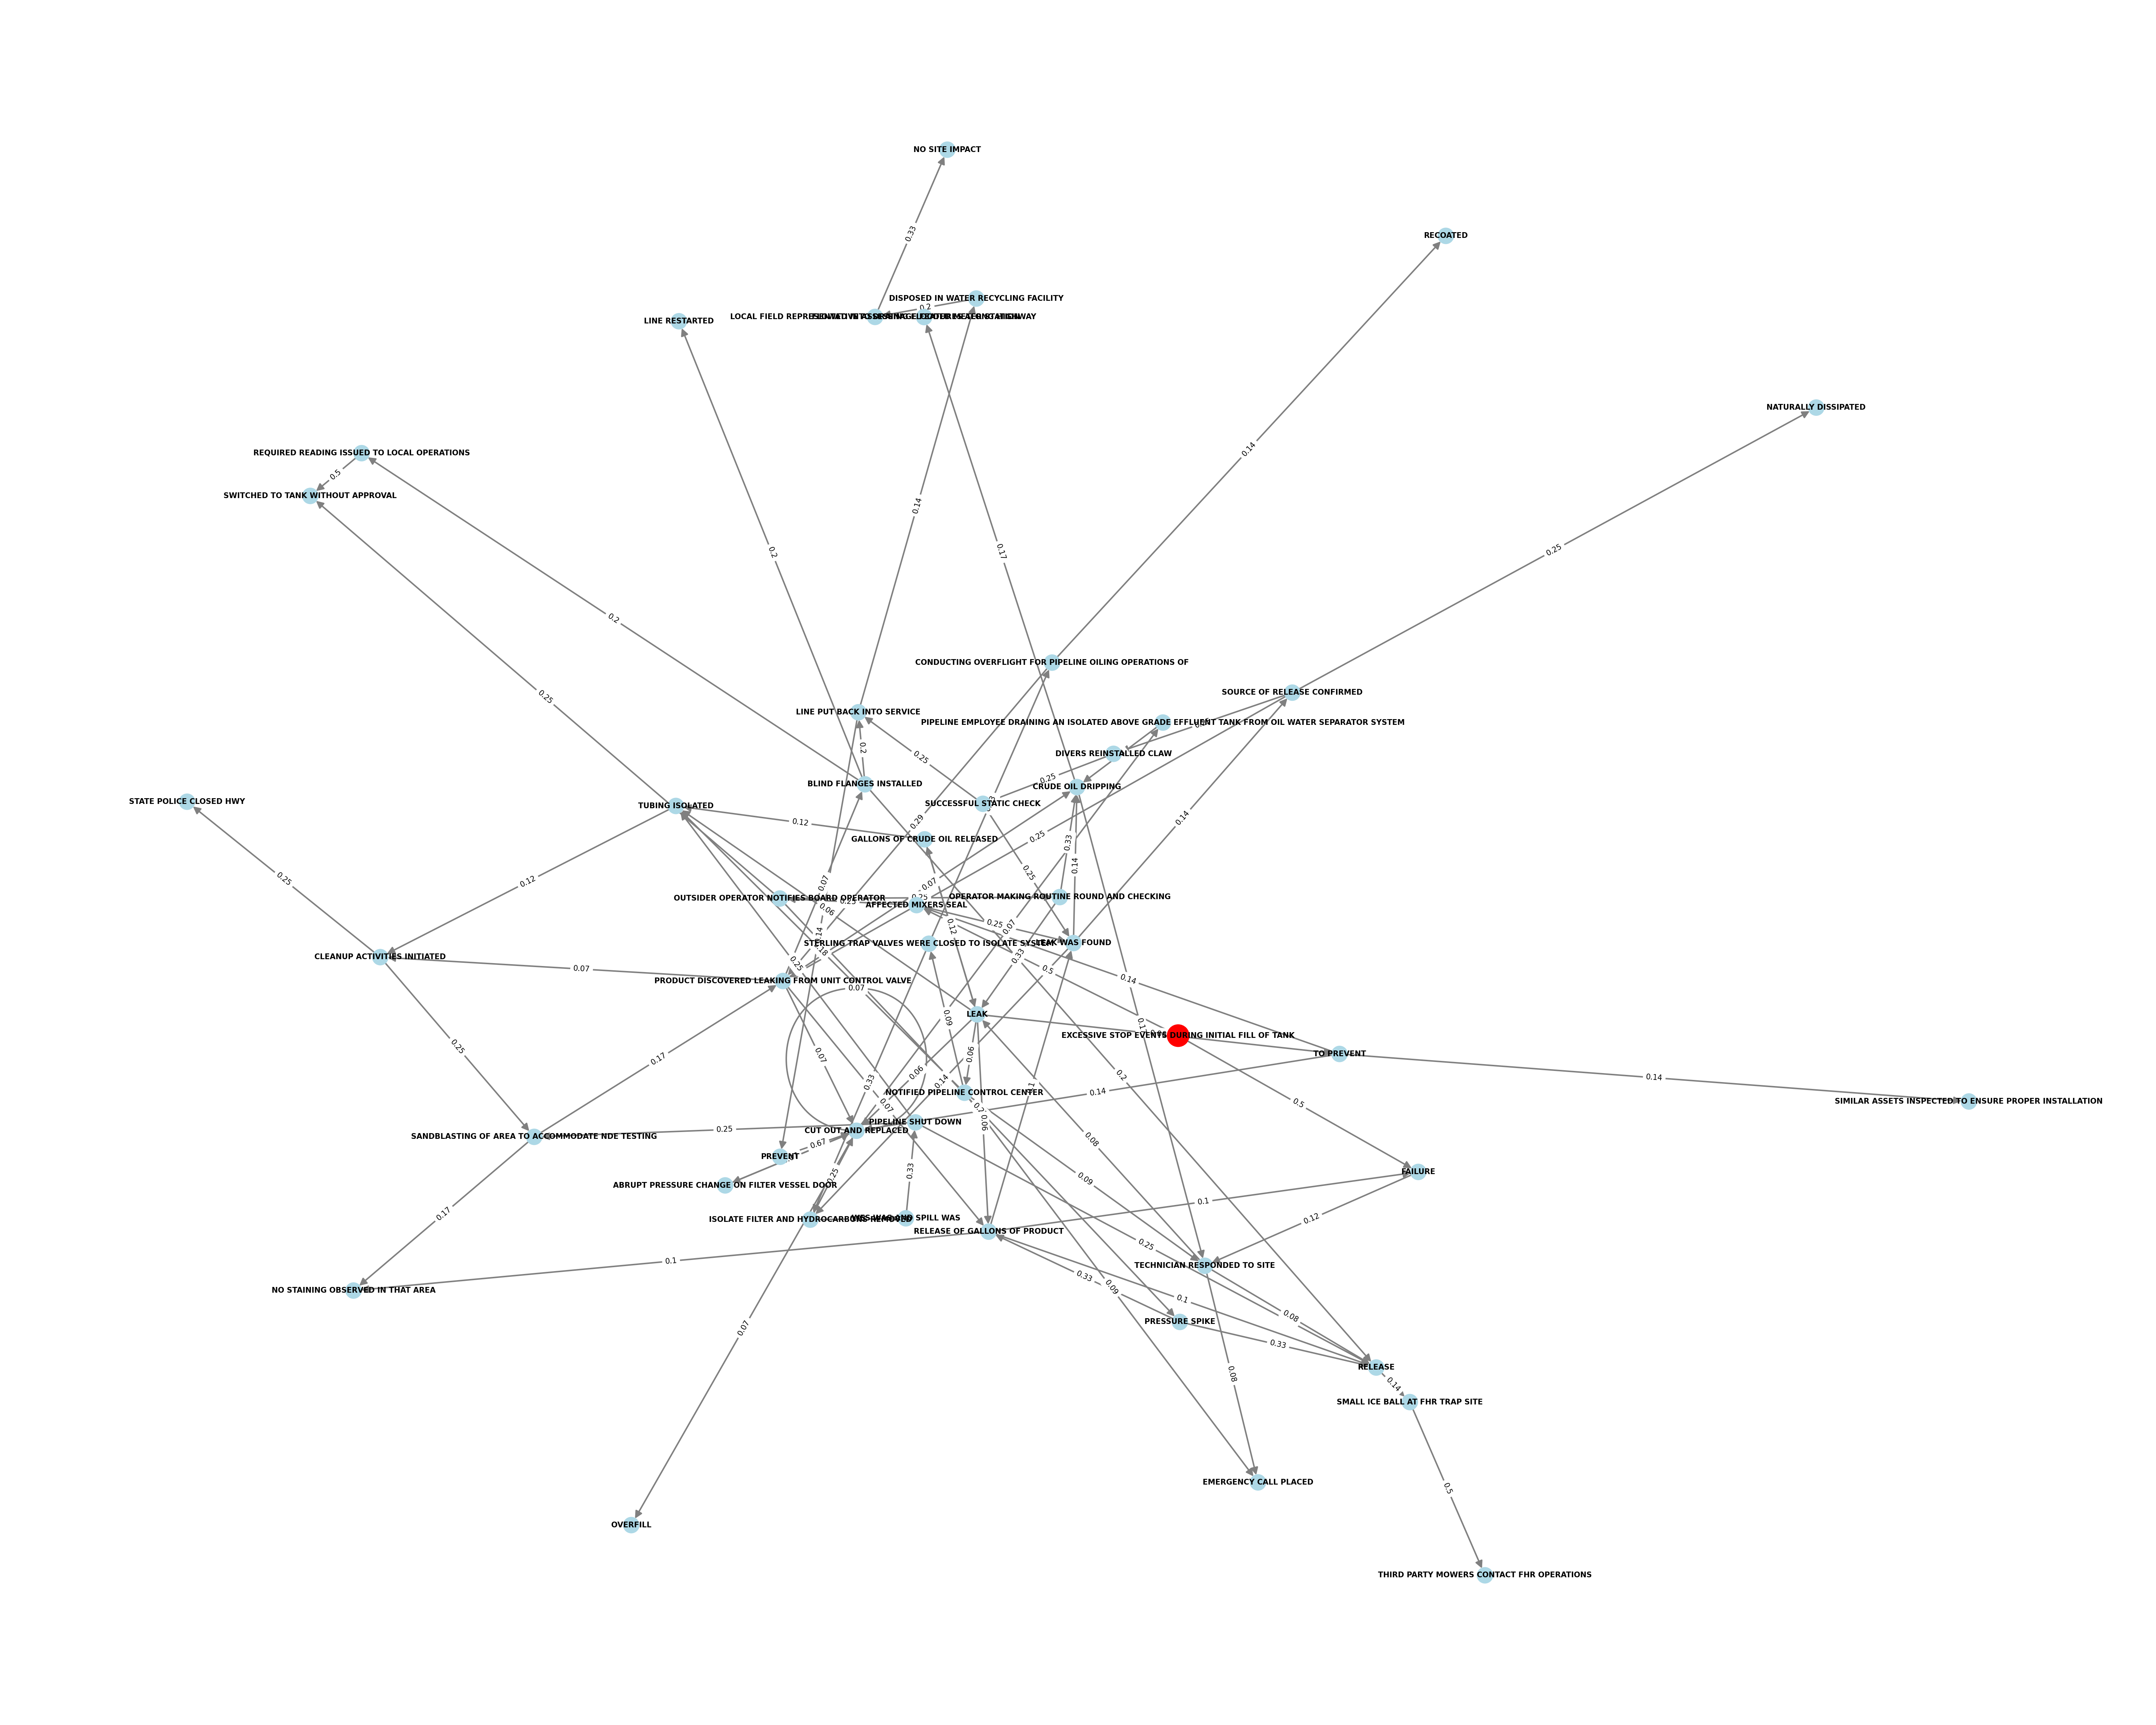 NO SITE IMPACT
0.33
RECOATED
DISPOSED IN WATER RECYCLING FACILITY
0.2
LINE RESTARTED
NATURALLY DISSIPATED
0.14
REQUIRED READING ISSUED TO LOCAL OPERATIONS
0.5
SWITCHED TO TANK WITHOUT APPROVAL
0.14
0.2
0.17
0.25
0.2
CONDUCTING OVERFLIGHT FOR PIPELINE OILING OPERATIONS OF
SOURCE OF RELEASE CONFIRMED
0.25
LINE PUT BACK INTO SERVICE
PIPELINE EMPLOYEE DRAINING AN ISOLATED ABOVE GRADE EFFLUENT TANK FROM OIL WATER SEPARATOR SYSTEM
0.2
0.25
DIVERS REINSTALLED CLAW
0.25
BLIND FLANGES INSTALLED
CRUDE OIL DRIPPING
STATE POLICE CLOSED HWY
TUBING ISOLATED
SUCCESSFUL STATIC CHECK
0.12
0.29
0.14
GALLONS OF CRUDE OIL RELEASED
0.25
0.33
0.14
0.25
0.25
0.12
0.07
0.07
OUTSIDER OPERATOR NOTIFIES BOARD OPERATOR
0.25
0.25
OPERATOR MAKING ROUTINE ROUND AND CHECKING
AFFECTED MIXERS SEAL
0.06
0.12
0.25
0.07
0.14
STERLING TRAP VALVES WERE CLOSED TO ISOLATE SYSTEM
LEAK WAS FOUND
CLEANUP ACTIVITIES INITIATED
0.18
0.33
0.25
0.07
0.5
0.14
PRODUCT DISCOVERED LEAKING FROM UNIT CONTROL VALVE
0.07
LEAK
0.09
EXCESSIVE STOP EVENTS DURING INITIAL FILL OF TANK
0.25
0.17
0.07
0.06
TO PREVENT
0.06
0.33
0.14
0.2
0.14
NOTIFIED PIPELINE CONTROL CENTER
0.14
0.1
SIMILAR ASSETS INSPECTED TO ENSURE PROPER INSTALLATION
0.07
0.5
PIPELINE SHUT DOWN
0.06
0.25
CUT OUT AND REPLACED
SANDBLASTING OF AREA TO ACCOMMODATE NDE TESTING
0.67
0.08
PREVENT
0.33
FAILURE
0.25
0.09
ABRUPT PRESSURE CHANGE ON FILTER VESSEL DOOR
0.1
0.17
0.12
RELEASE OF GALLONS OF PRODUCT
0.25
0.1
TECHNICIAN RESPONDED TO SITE
0.33
0.09
NO STAINING OBSERVED IN THAT AREA
0.1
0.08
PRESSURE SPIKE
0.07
0.33
RELEASE
0.08
0.14
SMALL ICE BALL AT FHR TRAP SITE
EMERGENCY CALL PLACED
0.5
OVERFILL
THIRD PARTY MOWERS CONTACT FHR OPERATIONS